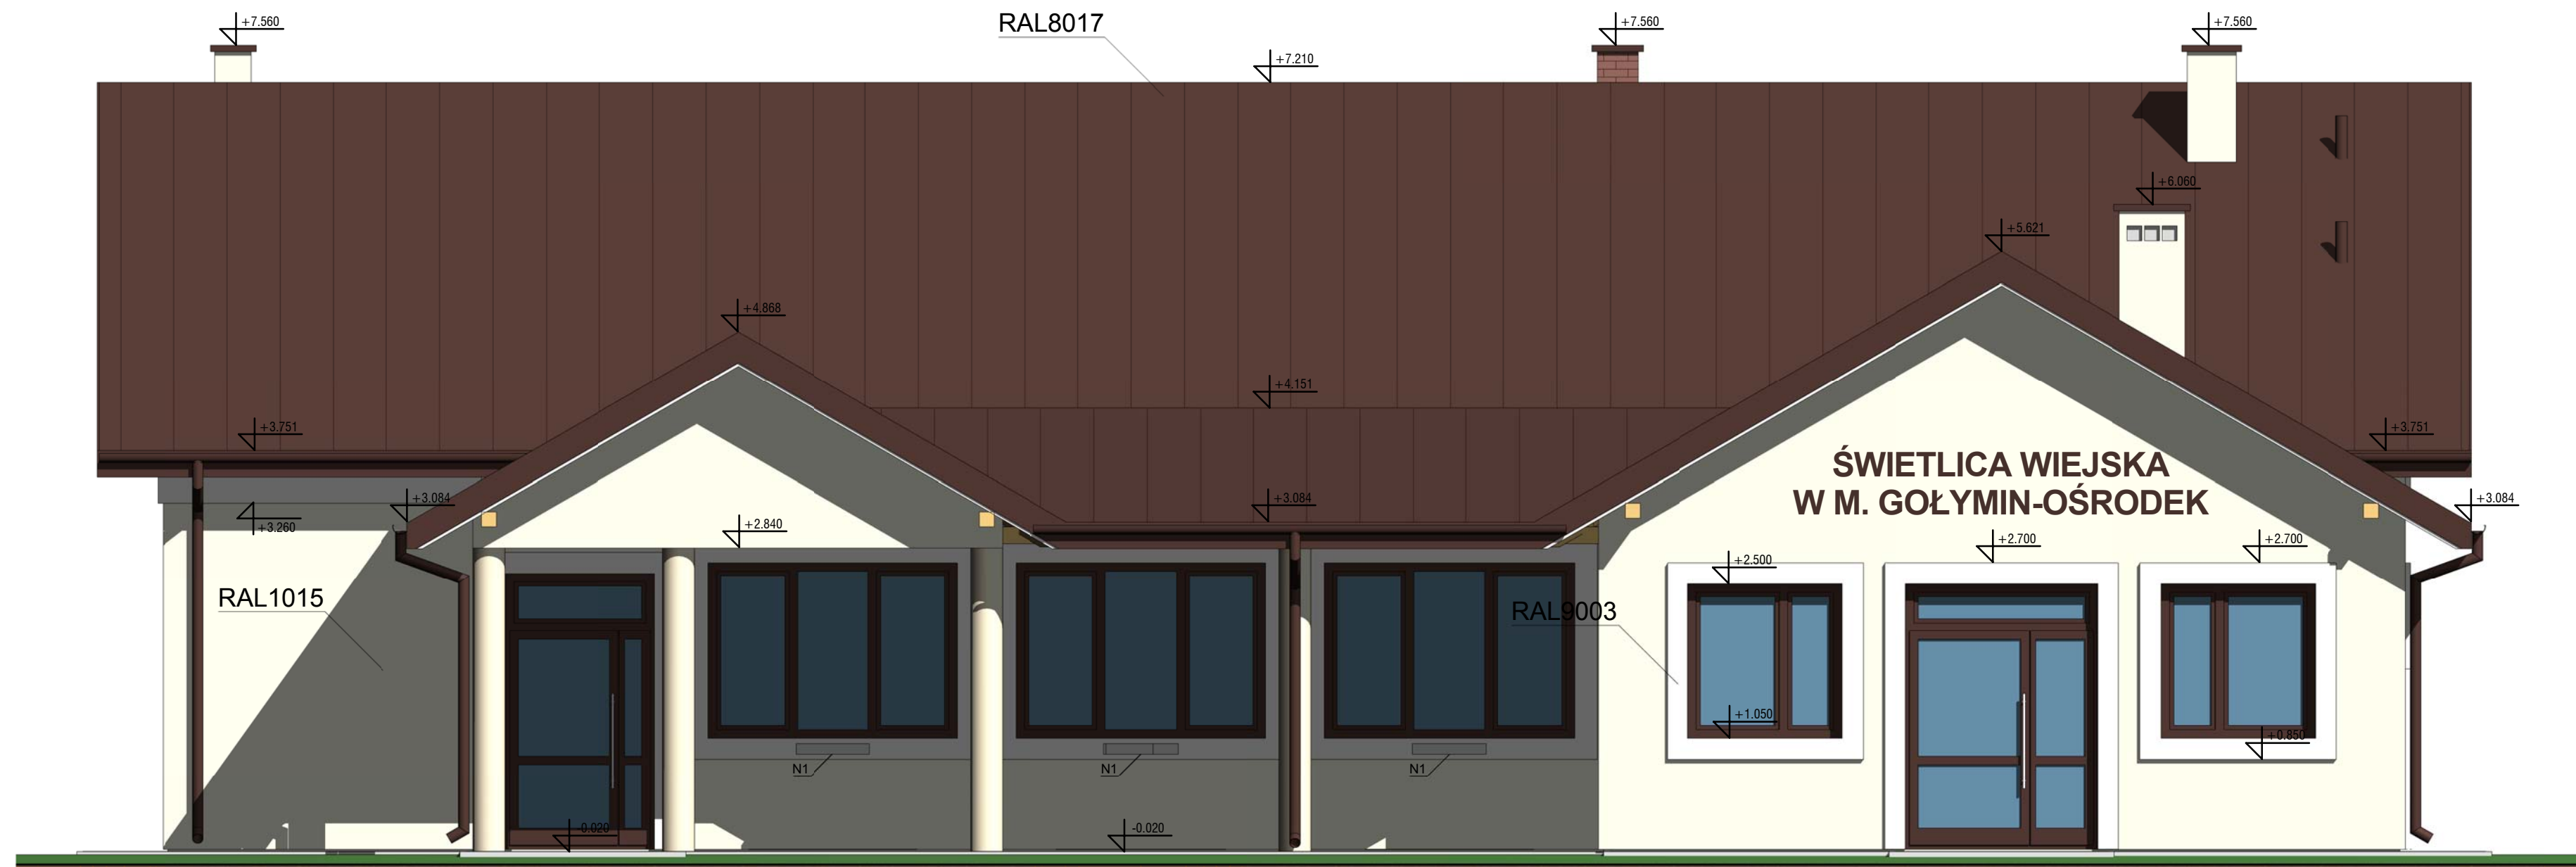 +7.560
RAL8017
+7.560
+7.560
+7.210
+6.060
+5.621
+4.868
+4.151
+3.751
+3.751
ŚWIETLICA WIEJSKA
W M. GOŁYMIN-OŚRODEK
+3.084
+3.084
+3.084
+3.260
+2.840
+2.700
+2.700
+2.500
RAL1015
RAL9003
+1.050
+0.850
N1
N1
N1
-0.020
-0.020